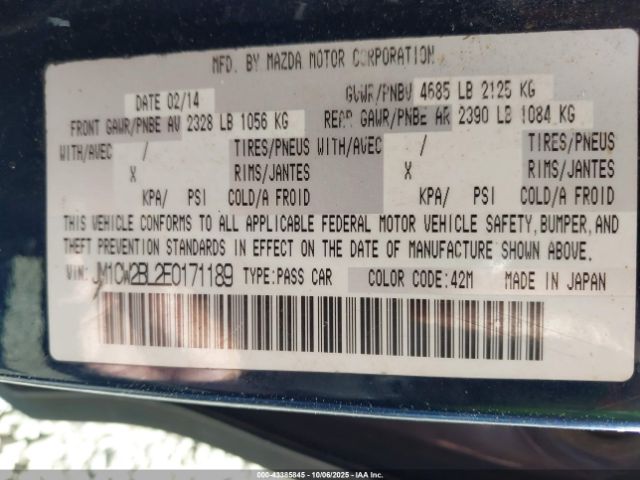 MFD. BY MAZDA MOTOR CORPORATION
DATE 02/14 GVWR/PNBV 4685 LB 2125 KG
FRONT GAWR/PNBE AV 2328 LB 1056 KG REAR GAWR/PNBE AR 2390 LB 1084 KG
WITH/AVEC / TIRES/PNEUS WITH/AVEC / TIRES/PNEUS
X RIMS/JANTES X RIMS/JANTES
KPA/ PSI COLD/A FROID KPA/ PSI COLD/A FROID
THIS VEHICLE CONFORMS TO ALL APPLICABLE FEDERAL MOTOR VEHICLE SAFETY, BUMPER, AND
THEFT PREVENTION STANDARDS IN EFFECT ON THE DATE OF MANUFACTURE SHOWN ABOVE.
VIN: JM1CW2BL2E0171189 TYPE:PASS CAR COLOR CODE:42M MADE IN JAPAN
00-43385845 - 10/06/2025 - © IAA Holdings, LLC.